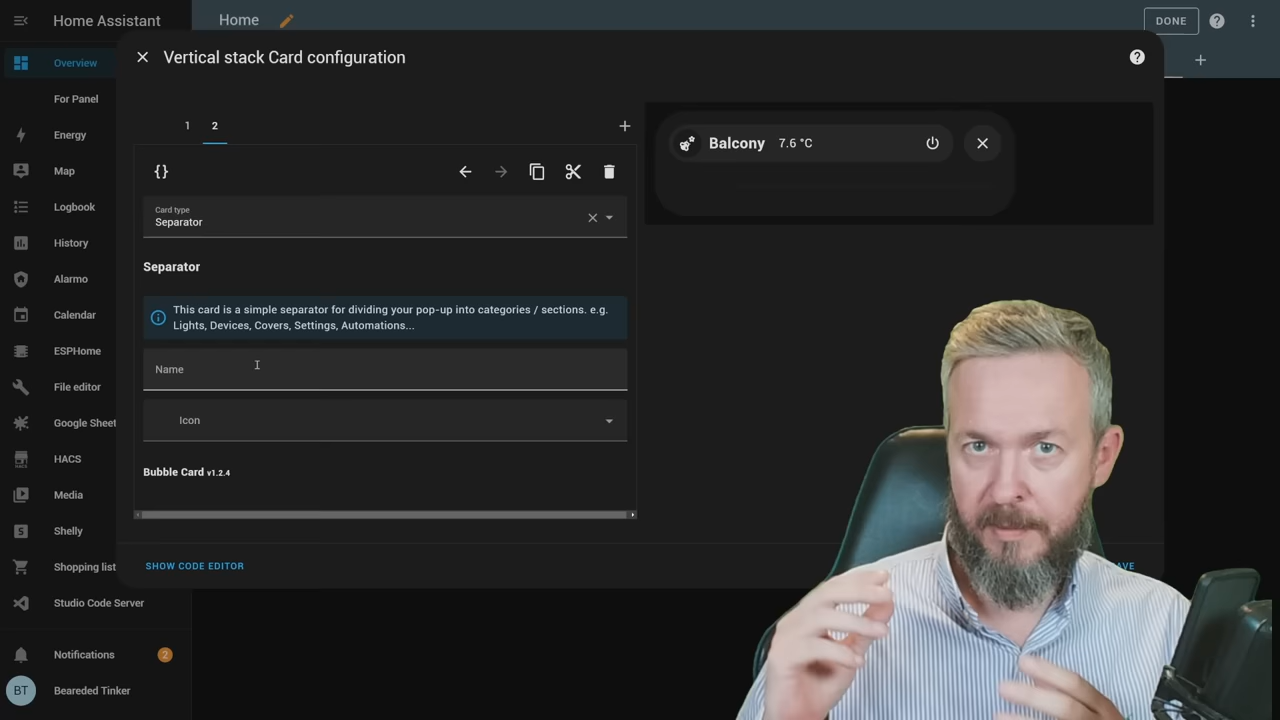 Home Assistant
Home
DONE
Vertical stack Card configuration
Overview
For Panel
Energy
Map
Logbook
History
Alarmo
Calendar
ESPHome
File editor
Google Sheet
HACS
Media
Shelly
Shopping list
Studio Code Server
Notifications
2
BT
Beareded Tinker
1
2
{}
Card type
Separator
Separator
This card is a simple separator for dividing your pop-up into categories / sections. e.g.
Lights, Devices, Covers, Settings, Automations...
Name
Icon
Bubble Card v1.2.4
SHOW CODE EDITOR
Balcony 7.6 °C